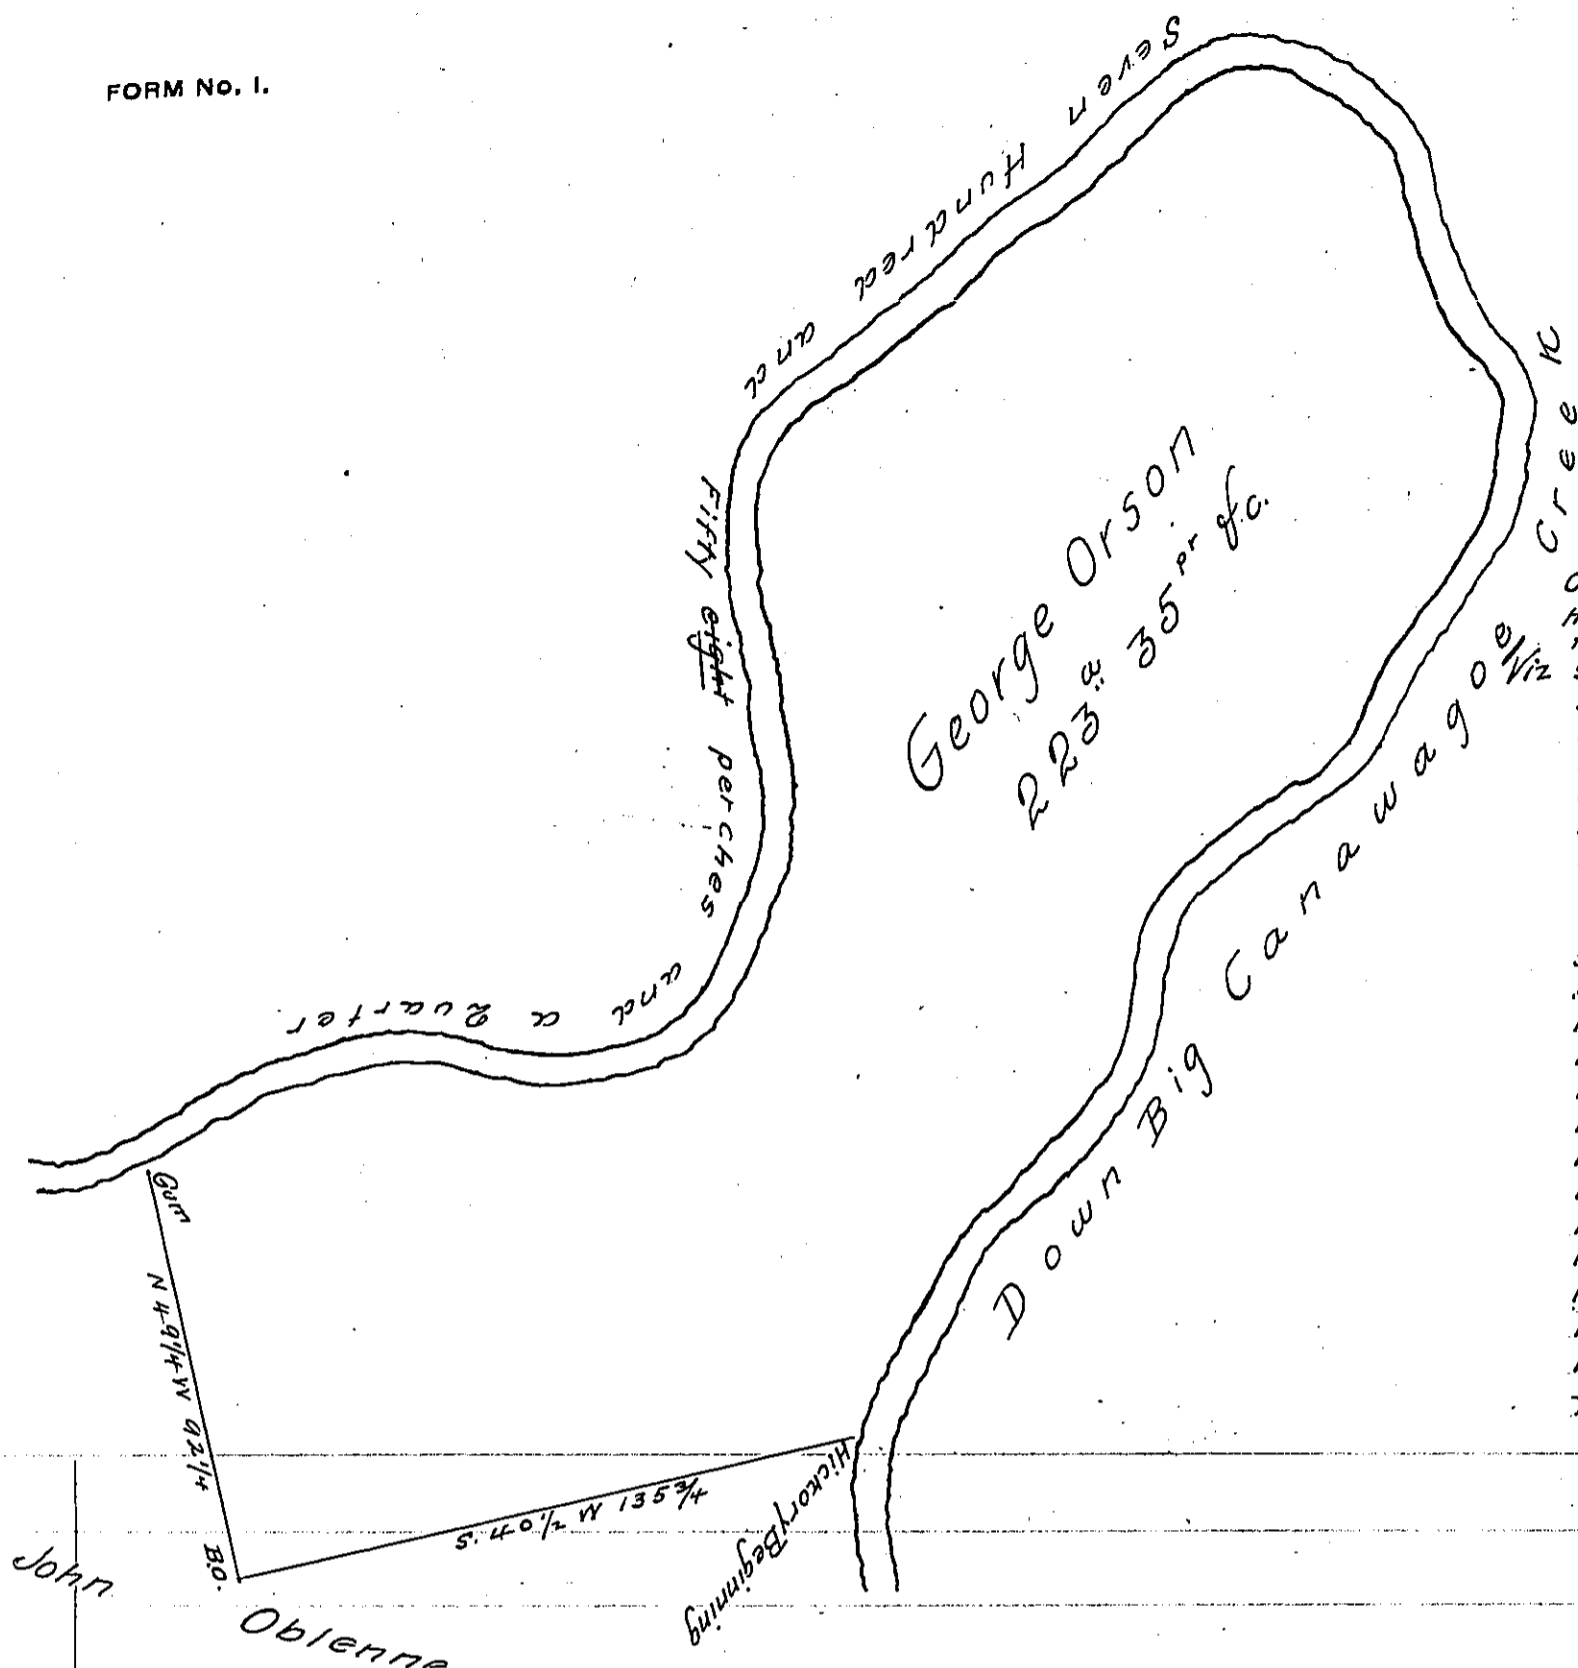 FORM No. 1.
Seven Hundred and
Fifty eight perches
and a Quarter
George Orson
223 a 35 pr &c.
Down Big Canawagoe Creek
Viz
Gum
N 49 1/4 W 92 1/4
B.O.
S. 40 1/2 W 135 3/4
Hickory Beginning
John
Oblenne